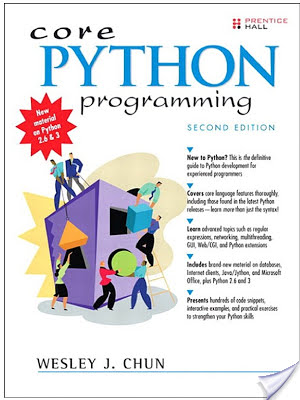 PRENTICE
HALL
core
PYTHON
programming
SECOND EDITION
New
material
on Python
2.6 & 3
New to Python? This is the definitive
guide to Python development for
experienced programmers
Covers core language features thoroughly,
including those found in the latest Python
releases—learn more than just the syntax!
Learn advanced topics such as regular
expressions, networking, multithreading,
GUI, Web/CGI, and Python extensions
Includes brand-new material on databases,
Internet clients, Java/Jython, and Microsoft
Office, plus Python 2.6 and 3
Presents hundreds of code snippets,
interactive examples, and practical exercises
to strengthen your Python skills
WESLEY J. CHUN